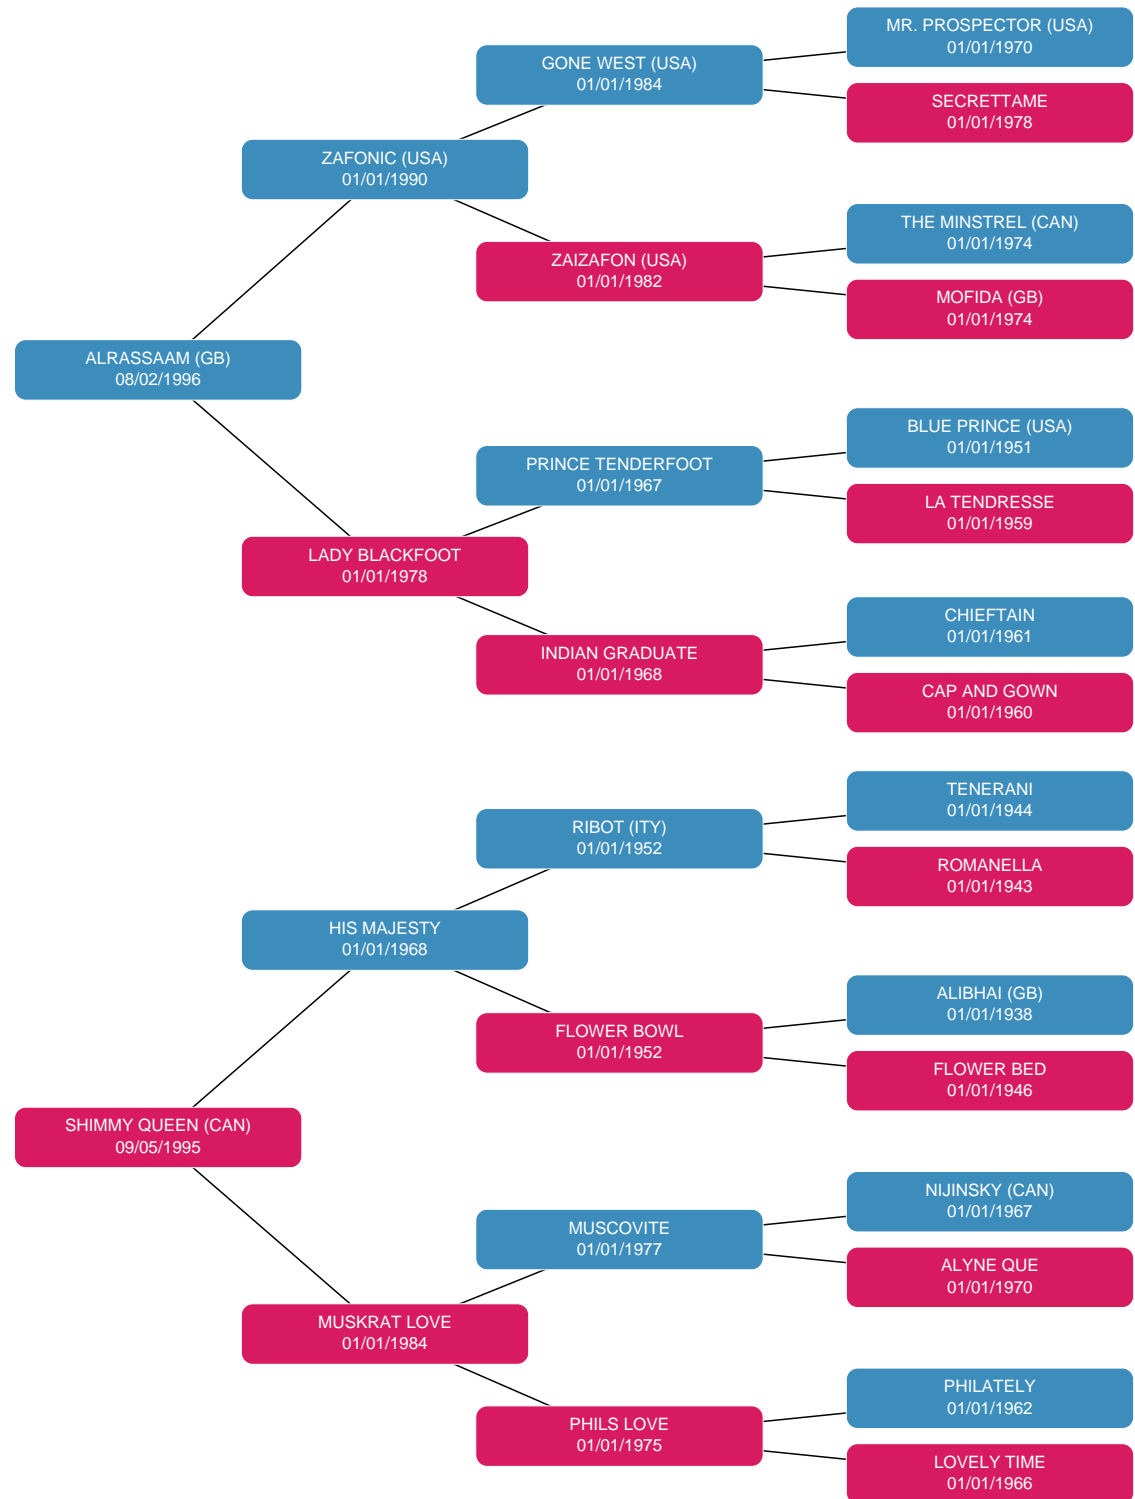 MR. PROSPECTOR (USA)
01/01/1970
GONE WEST (USA)
01/01/1984
SECRETTAME
01/01/1978
ZAFONIC (USA)
01/01/1990
THE MINSTREL (CAN)
01/01/1974
ZAIZAFON (USA)
01/01/1982
MOFIDA (GB)
01/01/1974
ALRASSAAM (GB)
08/02/1996
BLUE PRINCE (USA)
01/01/1951
PRINCE TENDERFOOT
01/01/1967
LA TENDRESSE
01/01/1959
LADY BLACKFOOT
01/01/1978
CHIEFTAIN
01/01/1961
INDIAN GRADUATE
01/01/1968
CAP AND GOWN
01/01/1960
TENERANI
01/01/1944
RIBOT (ITY)
01/01/1952
ROMANELLA
01/01/1943
HIS MAJESTY
01/01/1968
ALIBHAI (GB)
01/01/1938
FLOWER BOWL
01/01/1952
FLOWER BED
01/01/1946
SHIMMY QUEEN (CAN)
09/05/1995
NIJINSKY (CAN)
01/01/1967
MUSCOVITE
01/01/1977
ALYNE QUE
01/01/1970
MUSKRAT LOVE
01/01/1984
PHILATELY
01/01/1962
PHILS LOVE
01/01/1975
LOVELY TIME
01/01/1966